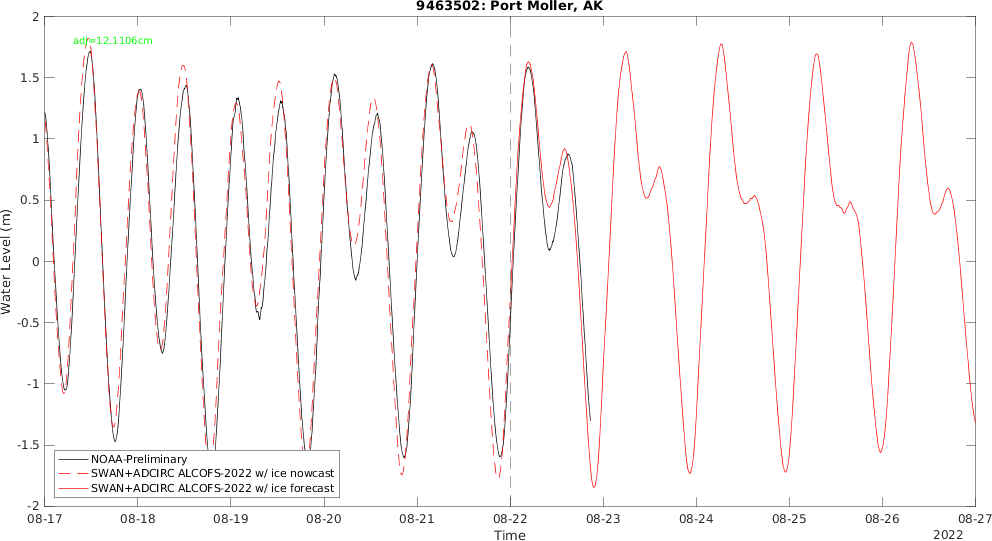 9463502: Port Moller, AK
adj=12.1106cm
Water Level (m)
2
1.5
1
0.5
0
-0.5
-1
-1.5
-2
NOAA-Preliminary
SWAN+ADCIRC ALCOFS-2022 w/ ice nowcast
SWAN+ADCIRC ALCOFS-2022 w/ ice forecast
08-17 08-18 08-19 08-20 08-21 08-22 08-23 08-24 08-25 08-26 08-27
Time
2022